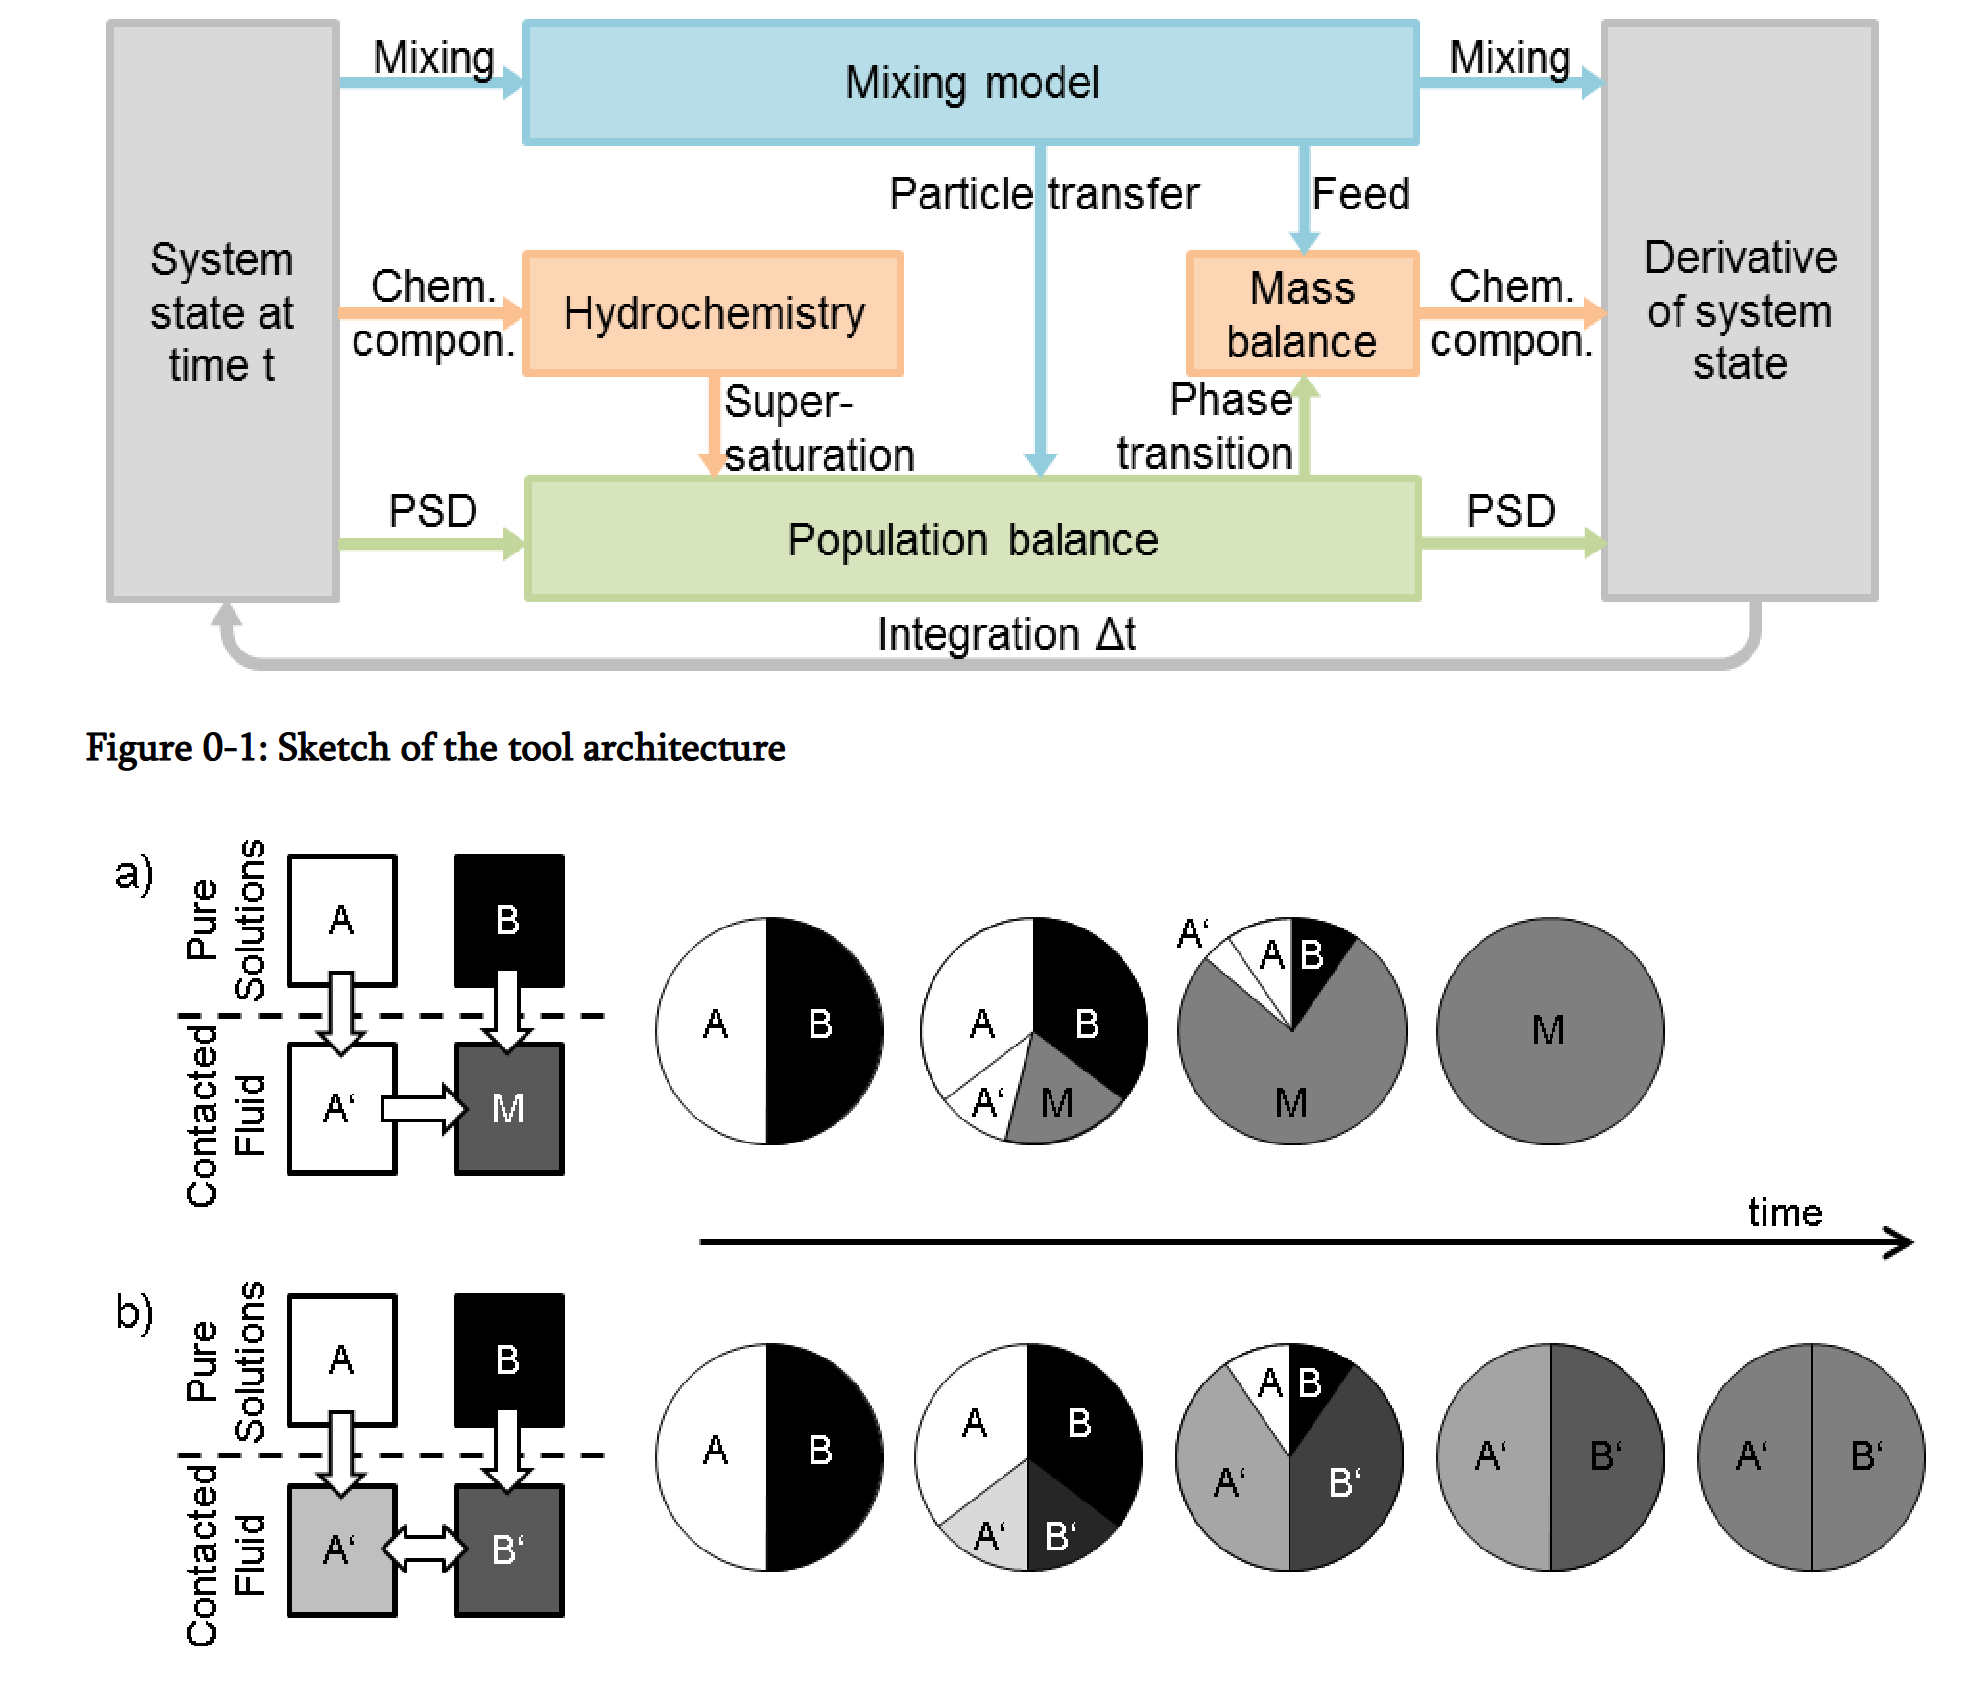 Mixing
Mixing model
Mixing
Particle transfer
Feed
System
state at
time t
Chem.
compon.
Hydrochemistry
Mass
balance
Chem.
compon.
Derivative
of system
state
Super-
saturation
Phase
transition
PSD
Population balance
PSD
Integration Δt
Figure 0-1: Sketch of the tool architecture
a)
Pure
Solutions
A
B
Contacted
Fluid
A‘
M
A
B
A
B
A‘
M
A‘
A
B
M
M
time
b)
Pure
Solutions
A
B
Contacted
Fluid
A‘
B‘
A
B
A
B
A‘
B‘
A
B
A‘
B‘
A‘
B‘
A‘
B‘